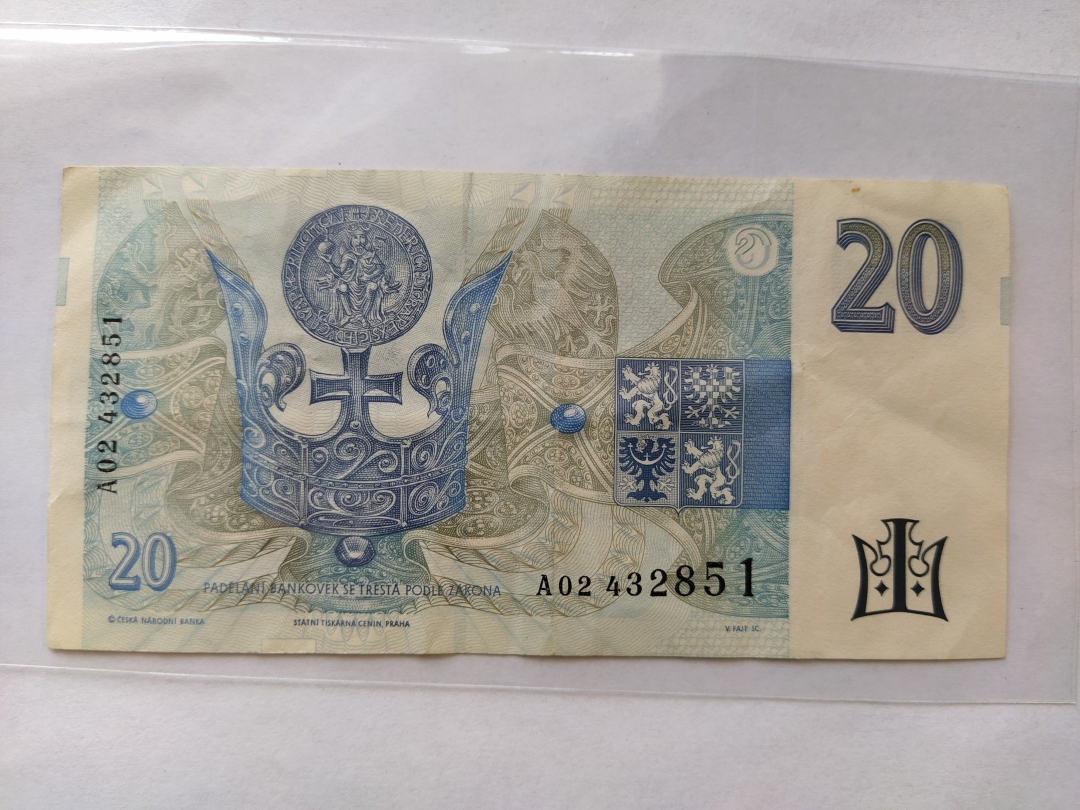 20
A02 432851
20
PADĚLÁNÍ BANKOVEK SE TRESTÁ PODLE ZÁKONA
A02 432851
© ČESKÁ NÁRODNÍ BANKA
STÁTNÍ TISKÁRNA CENIN, PRAHA
V. FAJT SC.